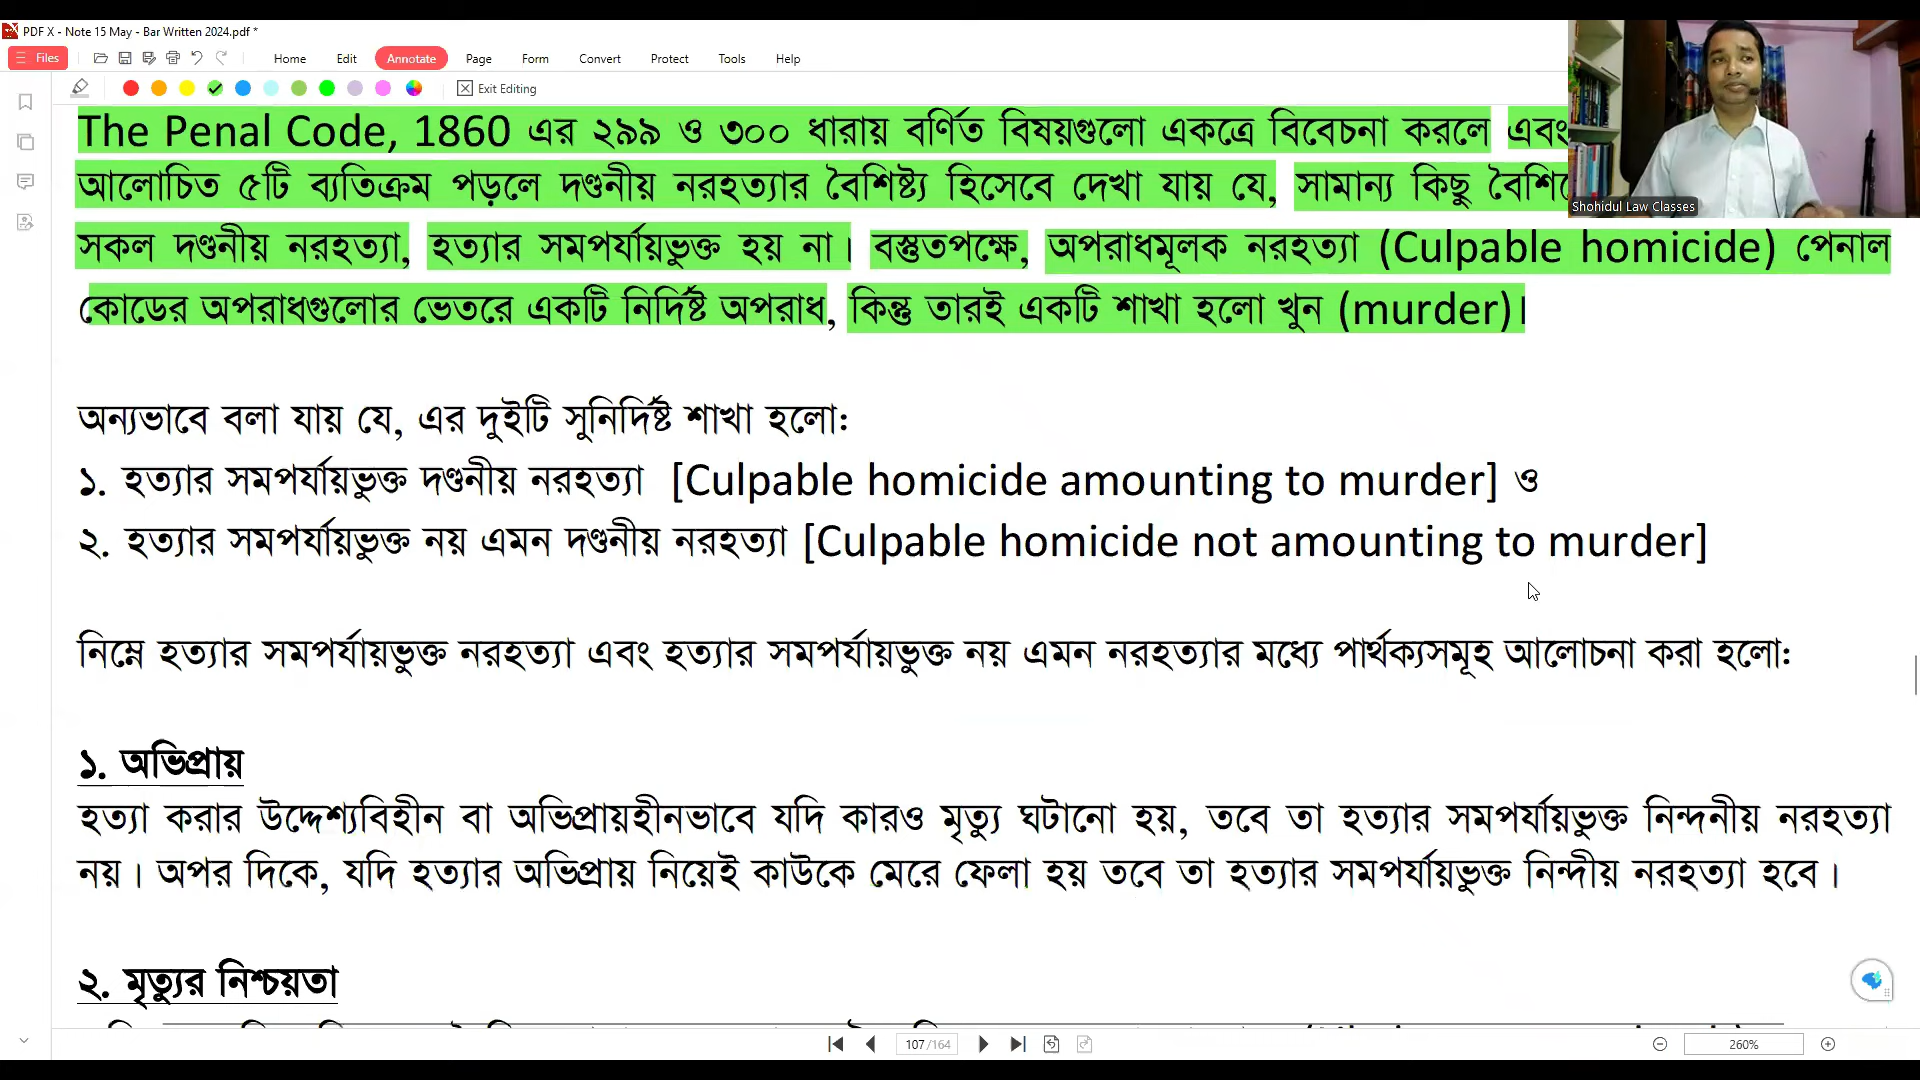 PDF X - Note 15 May - Bar Written 2024.pdf *
Files Home Edit Annotate Page Form Convert Protect Tools Help
Exit Editing
The Penal Code, 1860 এর ২৯৯ ও ৩০০ ধারায় বর্ণিত বিষয়গুলো একত্রে বিবেচনা করলে এবং
আলোচিত ৫টি ব্যতিক্রম পড়লে দণ্ডনীয় নরহত্যার বৈশিষ্ট্য হিসেবে দেখা যায় যে, সামান্য কিছু
Shohidul Law Classes
সকল দণ্ডনীয় নরহত্যা, হত্যার সমপর্যায়ভুক্ত হয় না। বস্তুতপক্ষে, অপরাধমূলক নরহত্যা (Culpable homicide) পেনাল
কোডের অপরাধগুলোর ভেতরে একটি নির্দিষ্ট অপরাধ, কিন্তু তারই একটি শাখা হলো খুন (murder)।
অন্যভাবে বলা যায় যে, এর দুইটি সুনির্দিষ্ট শাখা হলো:
১. হত্যার সমপর্যায়ভুক্ত দণ্ডনীয় নরহত্যা [Culpable homicide amounting to murder] ও
২. হত্যার সমপর্যায়ভুক্ত নয় এমন দণ্ডনীয় নরহত্যা [Culpable homicide not amounting to murder]
নিম্নে হত্যার সমপর্যায়ভুক্ত নরহত্যা এবং হত্যার সমপর্যায়ভুক্ত নয় এমন নরহত্যার মধ্যে পার্থক্যসমূহ আলোচনা করা হলো:
১. অভিপ্রায়
হত্যা করার উদ্দেশ্যবিহীন বা অভিপ্রায়হীনভাবে যদি কারও মৃত্যু ঘটানো হয়, তবে তা হত্যার সমপর্যায়ভুক্ত নিন্দনীয় নরহত্যা
নয়। অপর দিকে, যদি হত্যার অভিপ্রায় নিয়েই কাউকে মেরে ফেলা হয় তবে তা হত্যার সমপর্যায়ভুক্ত নিন্দীয় নরহত্যা হবে।
২. মৃত্যুর নিশ্চয়তা
107 /164
260%